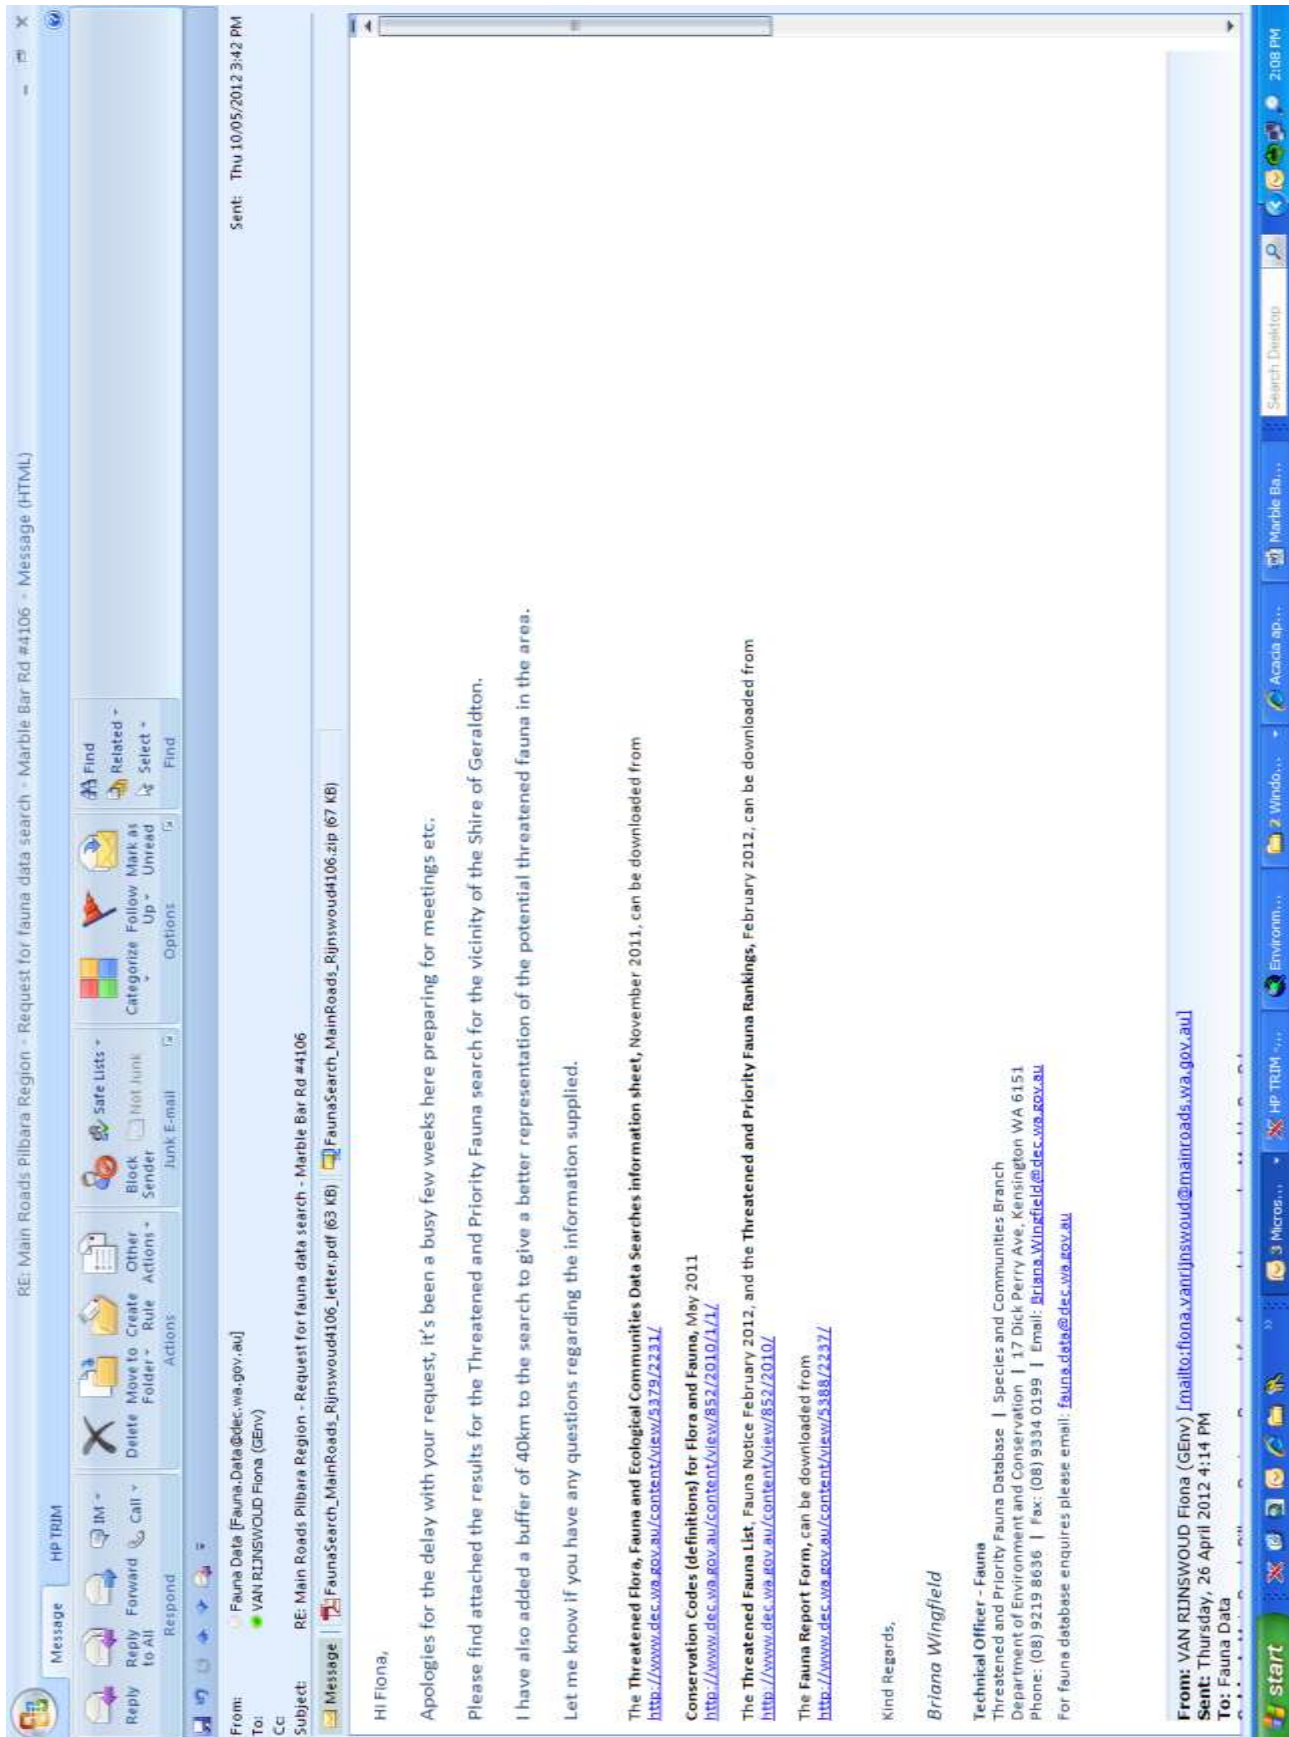 RE: Main Roads Pilbara Region - Request for fauna data search - Marble Bar Rd #4106 - Message (HTML)
Message HP TRIM
Reply Reply to All Forward IM Call
Respond
Delete Move to Folder Create Rule Other Actions
Actions
Block Sender Safe Lists Not Junk
Junk E-mail
Categorize Follow Up Mark as Unread
Options
Find Related Select
Find
From: Fauna Data [Fauna.Data@dec.wa.gov.au]
Sent: Thu 10/05/2012 3:42 PM
To: VAN RIJNSWOUD Fiona (GEnv)
Cc:
Subject: RE: Main Roads Pilbara Region - Request for fauna data search - Marble Bar Rd #4106
Message FaunaSearch_MainRoads_Rijnswoud4106_letter.pdf (63 KB) FaunaSearch_MainRoads_Rijnswoud4106.zip (67 KB)
Hi Fiona,
Apologies for the delay with your request, it's been a busy few weeks here preparing for meetings etc.
Please find attached the results for the Threatened and Priority Fauna search for the vicinity of the Shire of Geraldton.
I have also added a buffer of 40km to the search to give a better representation of the potential threatened fauna in the area.
Let me know if you have any questions regarding the information supplied.
The Threatened Flora, Fauna and Ecological Communities Data Searches information sheet, November 2011, can be downloaded from
http://www.dec.wa.gov.au/content/view/5379/2231/
Conservation Codes (definitions) for Flora and Fauna, May 2011
http://www.dec.wa.gov.au/content/view/852/2010/1/1/
The Threatened Fauna List, Fauna Notice February 2012, and the Threatened and Priority Fauna Rankings, February 2012, can be downloaded from
http://www.dec.wa.gov.au/content/view/852/2010/
The Fauna Report Form, can be downloaded from
http://www.dec.wa.gov.au/content/view/5388/2237/
Kind Regards,
Briana Wingfield
Technical Officer - Fauna
Threatened and Priority Fauna Database | Species and Communities Branch
Department of Environment and Conservation | 17 Dick Perry Ave, Kensington WA 6151
Phone: (08) 9219 8636 | Fax: (08) 9334 0199 | Email: Briana.Wingfield@dec.wa.gov.au
For fauna database enquires please email: fauna.data@dec.wa.gov.au
From: VAN RIJNSWOUD Fiona (GEnv) [mailto:fiona.vanrijnswoud@mainroads.wa.gov.au]
Sent: Thursday, 26 April 2012 4:14 PM
To: Fauna Data
start 3 Micros... HP TRIM -... Environm... 2 Windo... Acacia ap... Marble Ba... Search Desktop 2:08 PM